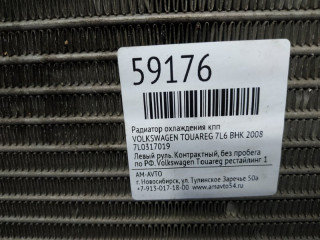 59176
Радиатор охлаждения кпп
VOLKSWAGEN TOUAREG 7L6 BHK 2008
7L0317019
Левый руль. Контрактный, без пробега
по РФ. Volkswagen Touareg рестайлинг 1
АМ-АВТО
г. Новосибирск, ул. Тулинское Заречье 50а
+7-913-017-18-00 www.amavto54.ru